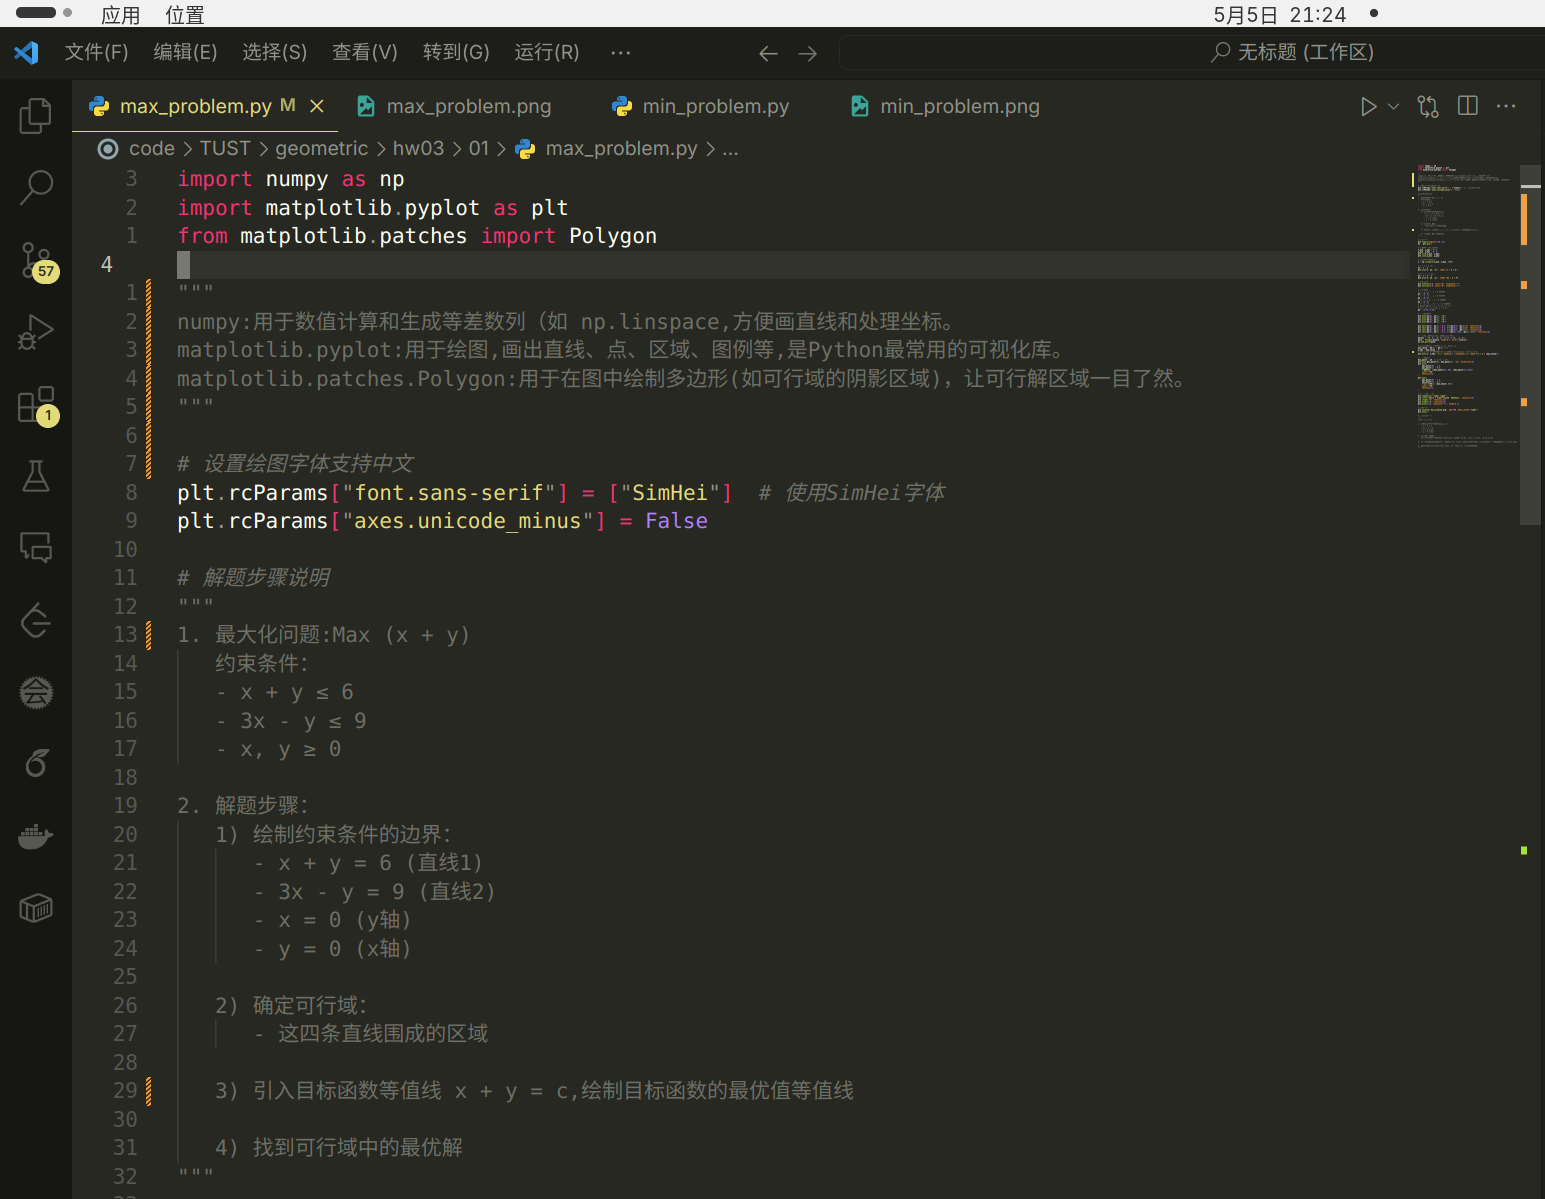 应用 位置 5月5日 21:24
文件(F) 编辑(E) 选择(S) 查看(V) 转到(G) 运行(R) ··· 无标题 (工作区)
max_problem.py M max_problem.png min_problem.py min_problem.png
code > TUST > geometric > hw03 > 01 > max_problem.py > ...
3 import numpy as np
2 import matplotlib.pyplot as plt
1 from matplotlib.patches import Polygon
4
1 """
2 numpy:用于数值计算和生成等差数列（如 np.linspace,方便画直线和处理坐标。
3 matplotlib.pyplot:用于绘图,画出直线、点、区域、图例等,是Python最常用的可视化库。
4 matplotlib.patches.Polygon:用于在图中绘制多边形(如可行域的阴影区域)，让可行解区域一目了然。
5 """
6
7 # 设置绘图字体支持中文
8 plt.rcParams["font.sans-serif"] = ["SimHei"]  # 使用SimHei字体
9 plt.rcParams["axes.unicode_minus"] = False
10
11 # 解题步骤说明
12 """
13 1. 最大化问题:Max (x + y)
14 约束条件：
15 - x + y ≤ 6
16 - 3x - y ≤ 9
17 - x, y ≥ 0
18
19 2. 解题步骤：
20 1) 绘制约束条件的边界：
21 - x + y = 6 (直线1)
22 - 3x - y = 9 (直线2)
23 - x = 0 (y轴)
24 - y = 0 (x轴)
25
26 2) 确定可行域：
27 - 这四条直线围成的区域
28
29 3) 引入目标函数等值线 x + y = c,绘制目标函数的最优值等值线
30
31 4) 找到可行域中的最优解
32 """
57
1